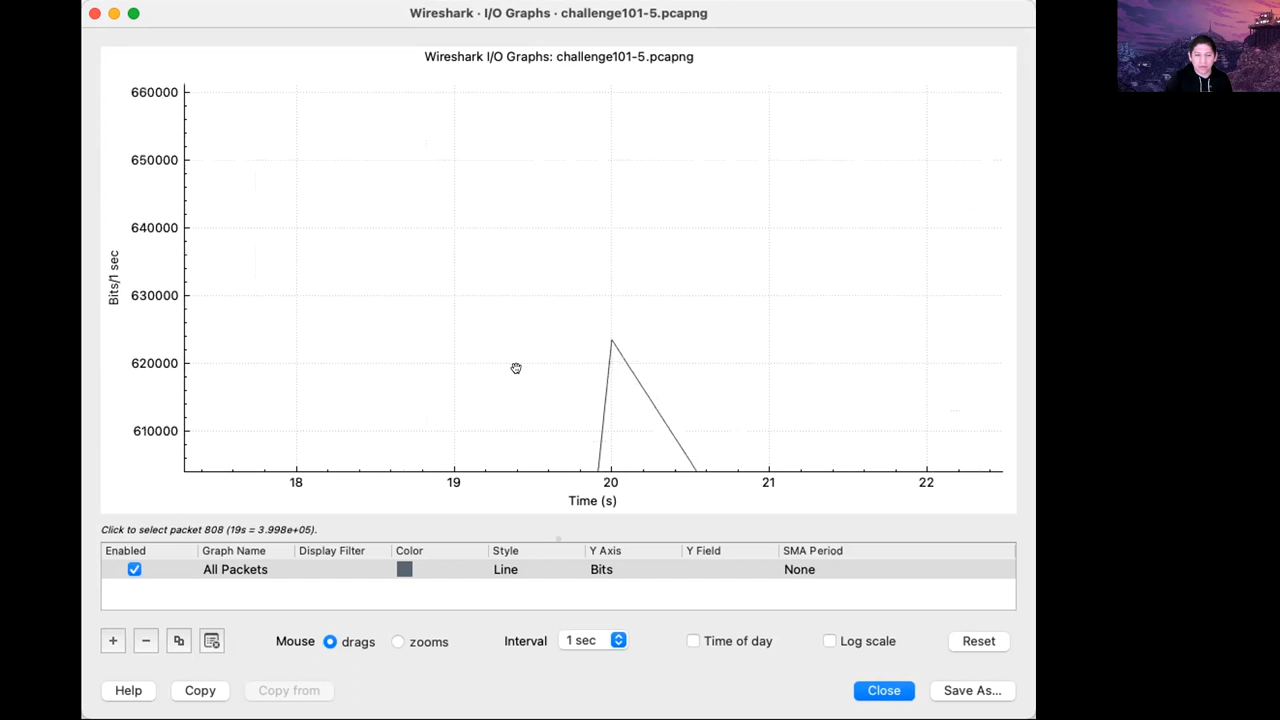 Wireshark · I/O Graphs · challenge101-5.pcapng
Wireshark I/O Graphs: challenge101-5.pcapng
660000
650000
640000
630000
620000
610000
Bits/1 sec
18 19 20 21 22
Time (s)
Click to select packet 808 (19s = 3.998e+05).
Enabled Graph Name Display Filter Color Style Y Axis Y Field SMA Period
All Packets Line Bits None
+ − Mouse drags zooms Interval 1 sec Time of day Log scale Reset
Help Copy Copy from Close Save As...